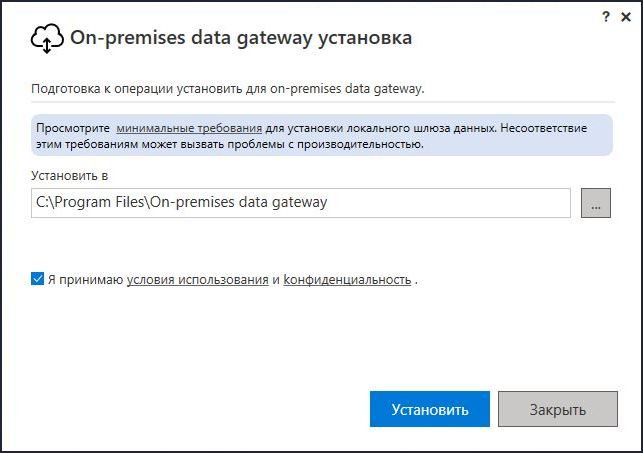 ? ×
On-premises data gateway установка
Подготовка к операции установить для on-premises data gateway.
Просмотрите минимальные требования для установки локального шлюза данных. Несоответствие
этим требованиям может вызвать проблемы с производительностью.
Установить в
C:\Program Files\On-premises data gateway
...
Я принимаю условия использования и kонфиденциальность .
Установить Закрыть